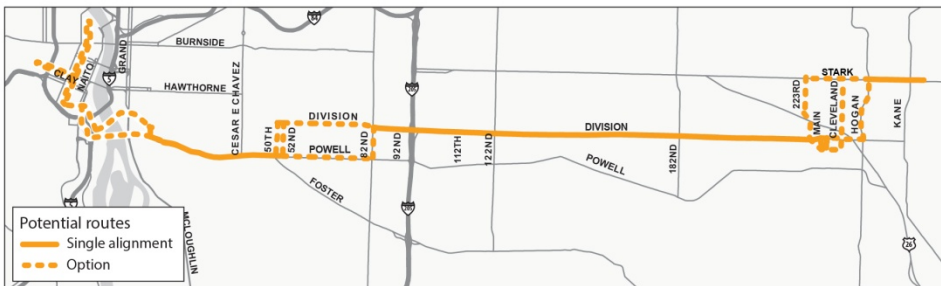 BURNSIDE
GRAND
NAITO
CLAY
HAWTHORNE
STARK
CESAR E CHAVEZ
50TH
52ND
DIVISION
POWELL
82ND
92ND
112TH
122ND
DIVISION
POWELL
182ND
223RD
MAIN
CLEVELAND
HOGAN
KANE
FOSTER
MCLOUGHLIN
26
Potential routes
Single alignment
Option